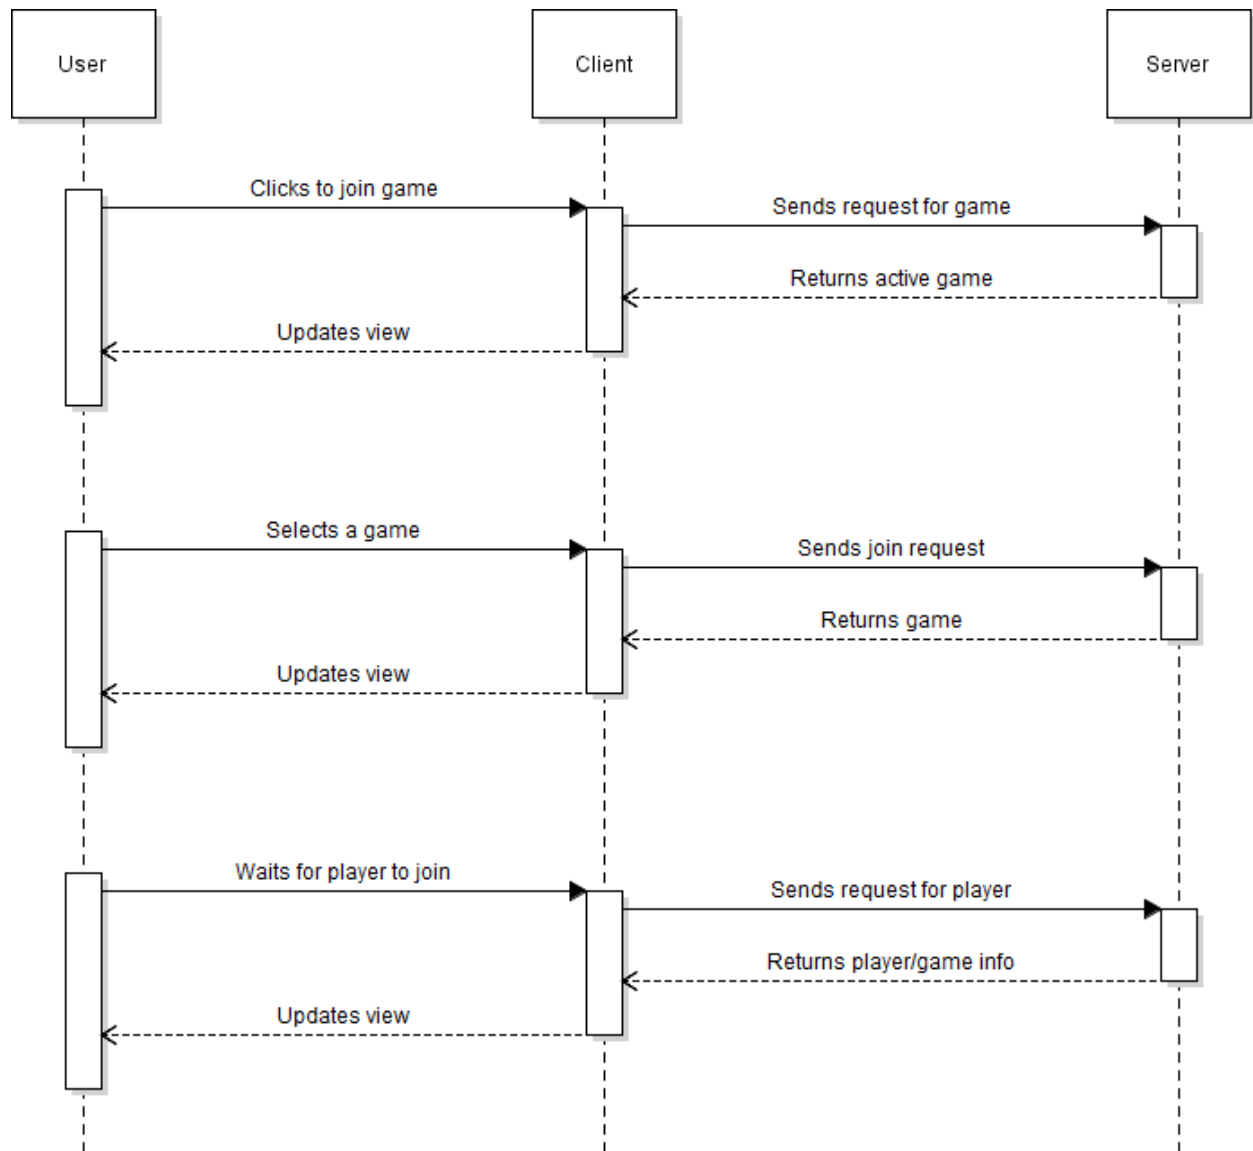 User
Client
Server
Clicks to join game
Sends request for game
Returns active game
Updates view
Selects a game
Sends join request
Returns game
Updates view
Waits for player to join
Sends request for player
Returns player/game info
Updates view